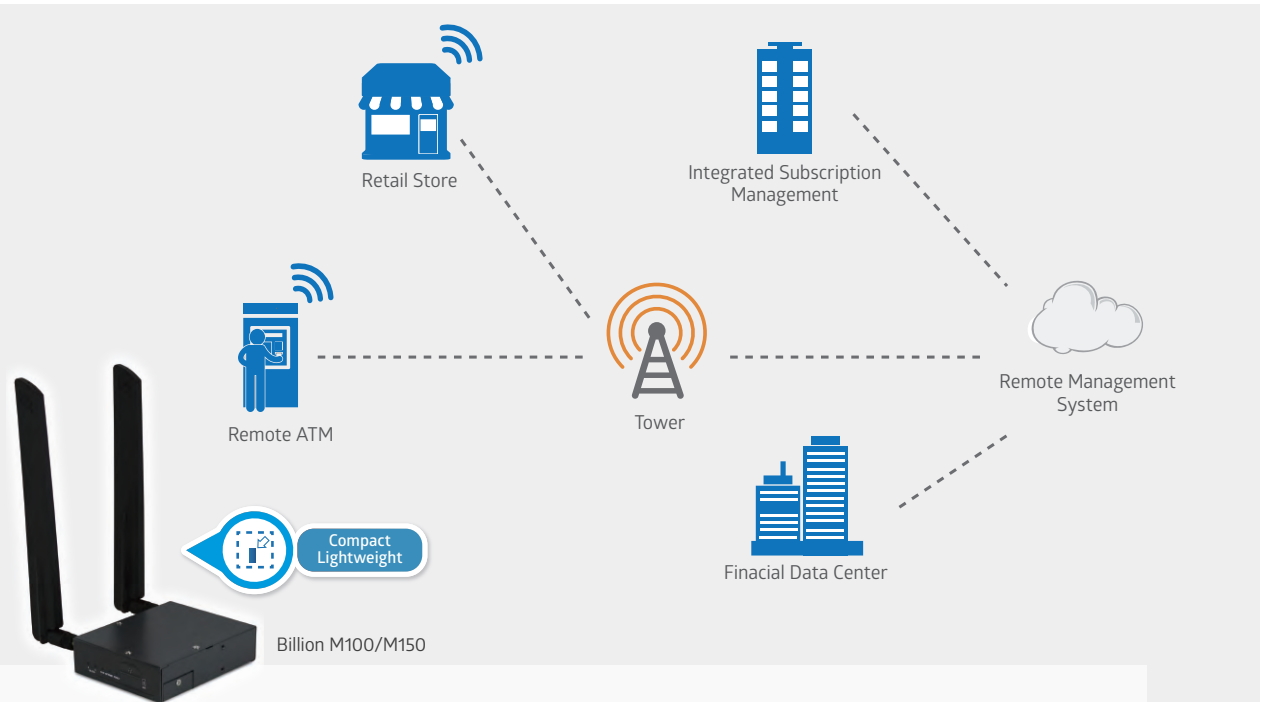 Retail Store
Integrated Subscription
Management
Remote ATM
Tower
Remote Management
System
Compact
Lightweight
Finacial Data Center
Billion M100/M150